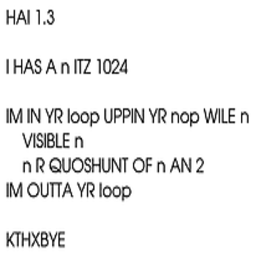 HAI 1.3
I HAS A n ITZ 1024
IM IN YR loop UPPIN YR nop WILE n
VISIBLE n
n R QUOSHUNT OF n AN 2
IM OUTTA YR loop
KTHXBYE